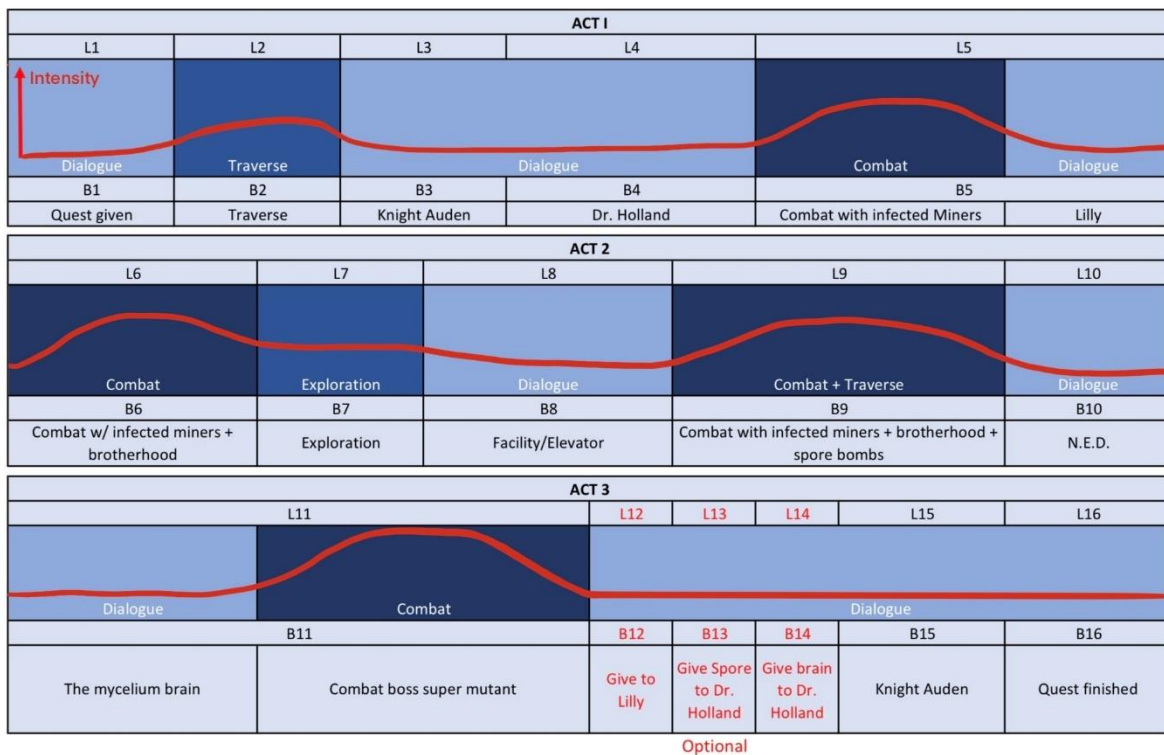 ACT I
L1 L2 L3 L4 L5
Intensity
Dialogue Traverse Dialogue Combat Dialogue
B1 B2 B3 B4 B5
Quest given Traverse Knight Auden Dr. Holland Combat with infected Miners Lilly
ACT 2
L6 L7 L8 L9 L10
Combat Exploration Dialogue Combat + Traverse Dialogue
B6 B7 B8 B9 B10
Combat w/ infected miners +
brotherhood
Exploration
Facility/Elevator
Combat with infected miners + brotherhood +
spore bombs
N.E.D.
ACT 3
L11 L12 L13 L14 L15 L16
Dialogue Combat Dialogue
B11 B12 B13 B14 B15 B16
The mycelium brain
Combat boss super mutant
Give to
Lilly
Give Spore
to Dr.
Holland
Give brain
to Dr.
Holland
Knight Auden
Quest finished
Optional